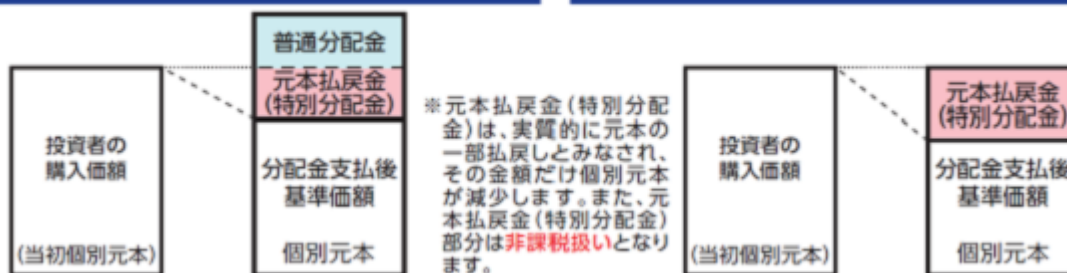 投資者の
購入価額
(当初個別元本)
普通分配金
元本払戻金
(特別分配金)
分配金支払後
基準価額
個別元本
※元本払戻金(特別分配
金)は、実質的に元本の
一部払戻しとみなされ、
その金額だけ個別元本
が減少します。また、元
本払戻金(特別分配金)
部分は非課税扱いとなり
ます。
投資者の
購入価額
(当初個別元本)
元本払戻金
(特別分配金)
分配金支払後
基準価額
個別元本